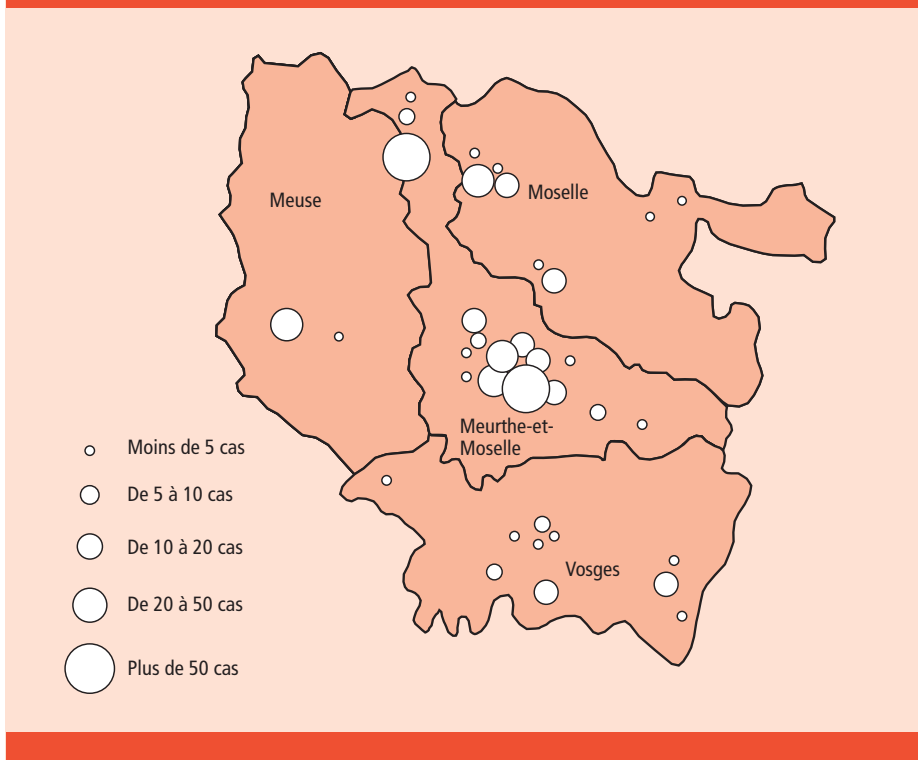 Meuse
Moselle
Meurthe-et-
Moselle
Vosges
Moins de 5 cas
De 5 à 10 cas
De 10 à 20 cas
De 20 à 50 cas
Plus de 50 cas